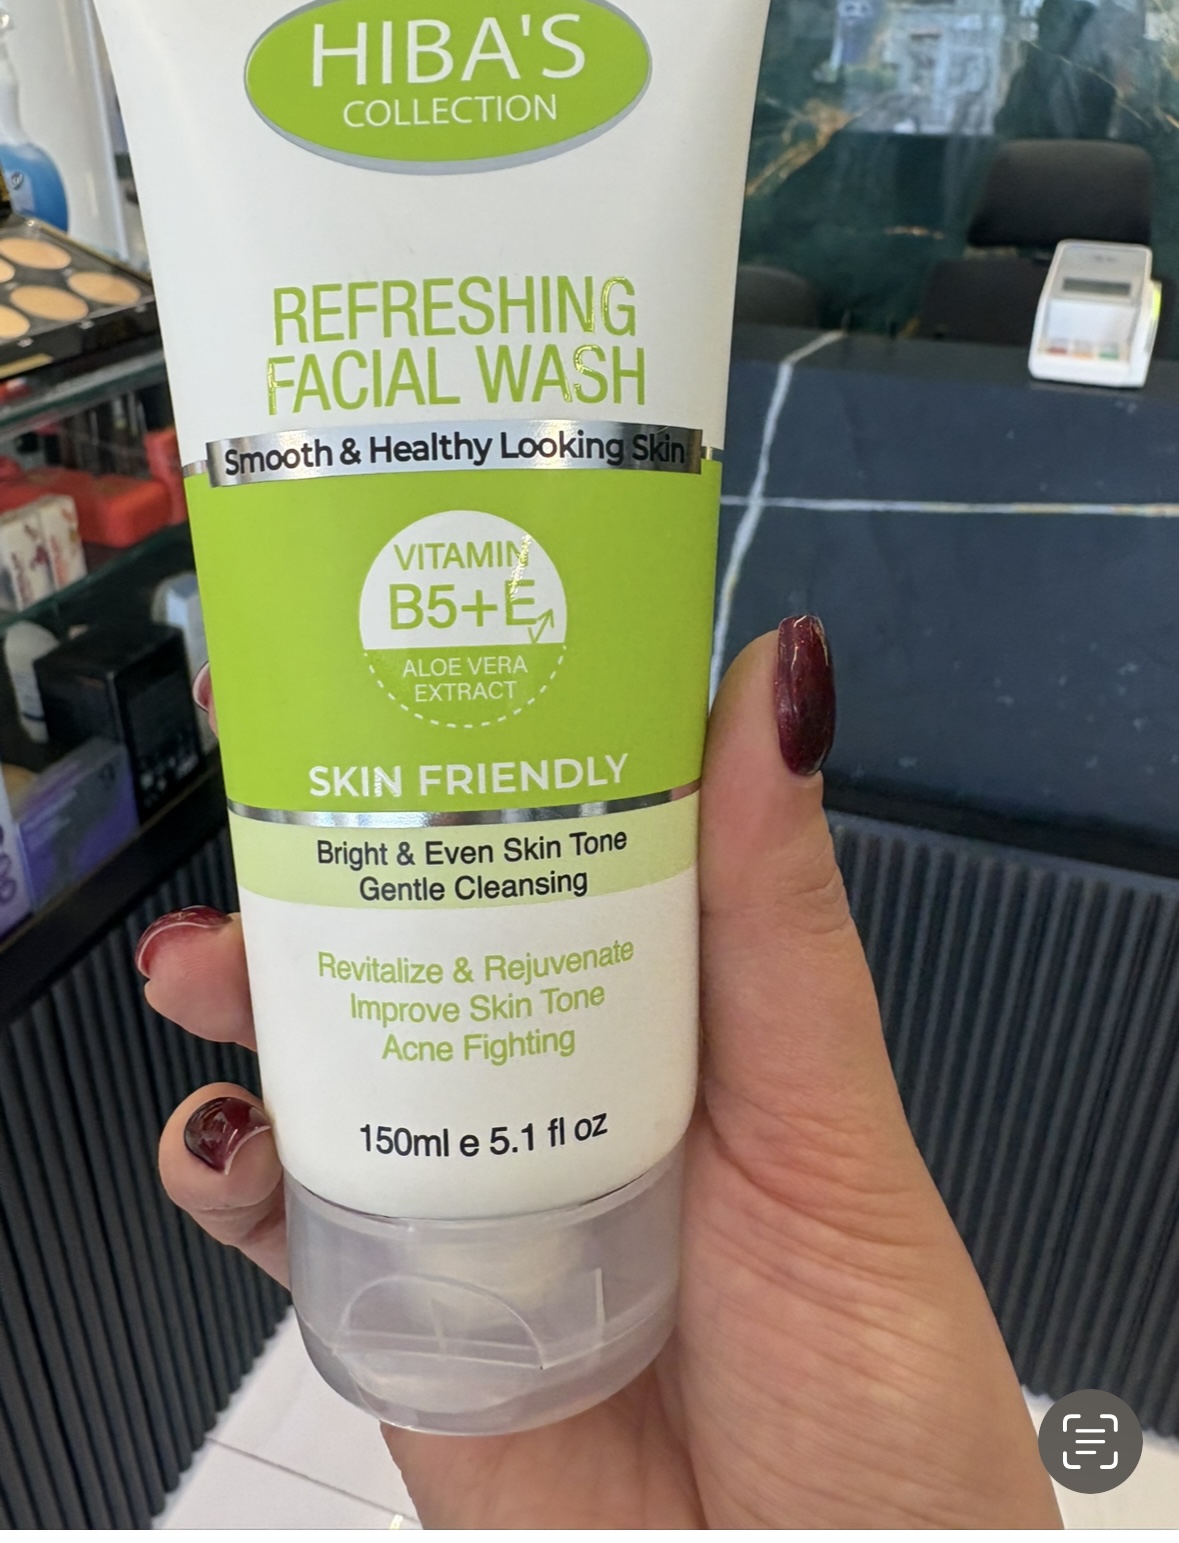 HIBA'S
COLLECTION
REFRESHING
FACIAL WASH
Smooth & Healthy Looking Skin
VITAMIN
B5+E
ALOE VERA
EXTRACT
SKIN FRIENDLY
Bright & Even Skin Tone
Gentle Cleansing
Revitalize & Rejuvenate
Improve Skin Tone
Acne Fighting
150ml e 5.1 fl oz